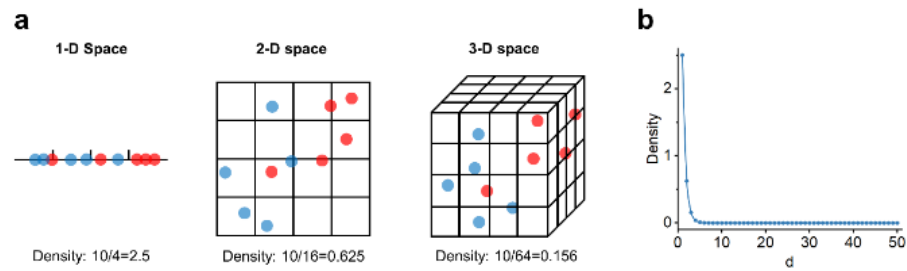 a
1-D Space
2-D space
3-D space
Density: 10/4=2.5
Density: 10/16=0.625
Density: 10/64=0.156
b
Density
2
1
0
0
10
20
30
40
50
d